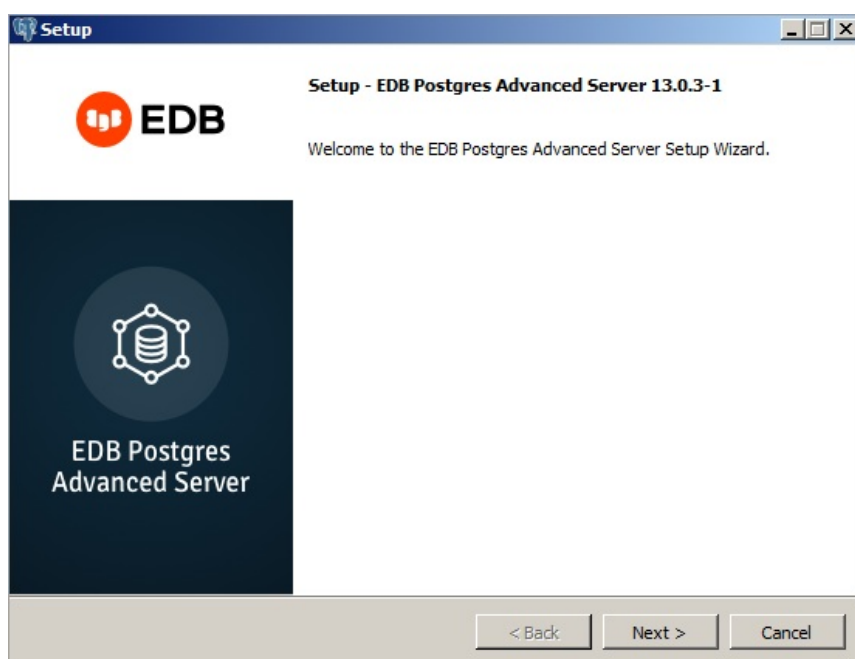 Setup
EDB
Setup - EDB Postgres Advanced Server 13.0.3-1
Welcome to the EDB Postgres Advanced Server Setup Wizard.
EDB Postgres
Advanced Server
< Back
Next >
Cancel